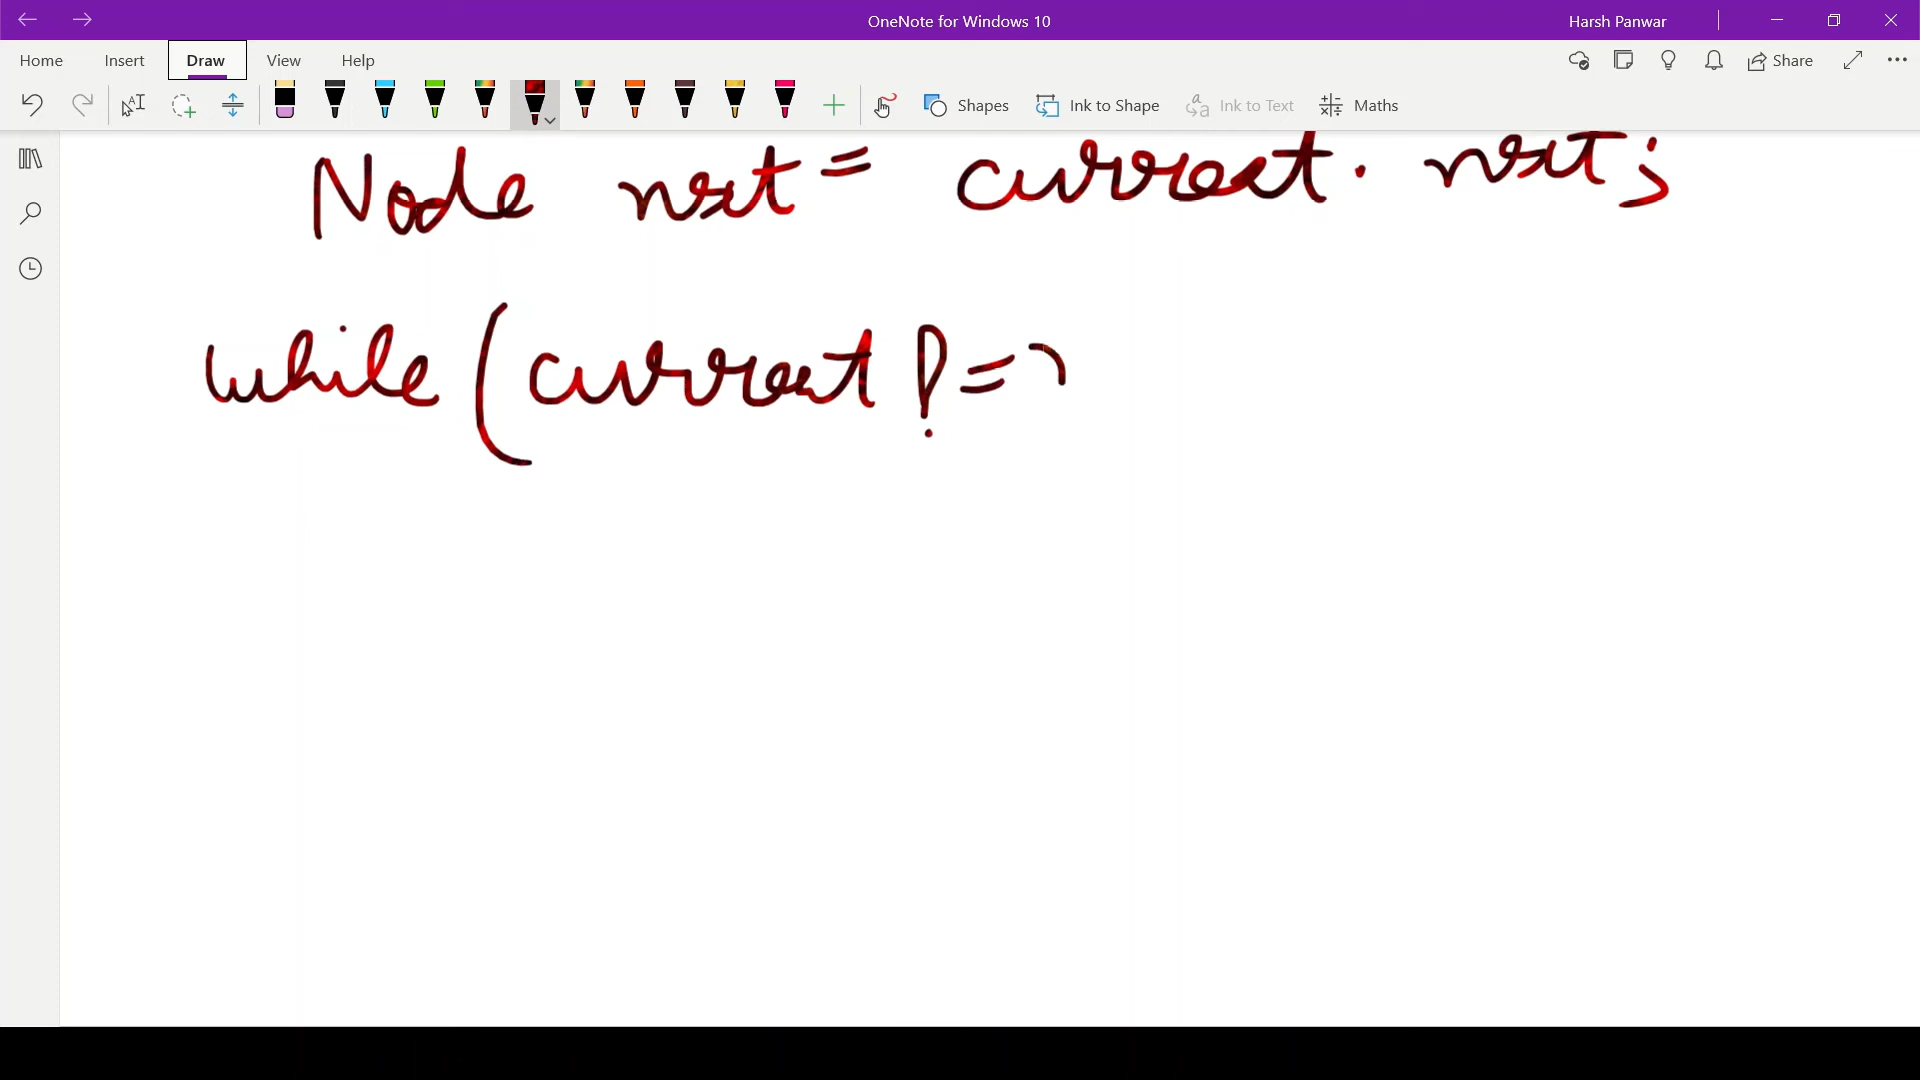 OneNote for Windows 10
Harsh Panwar
Home Insert Draw View Help
Share
Shapes Ink to Shape Ink to Text Maths
Node next = current. next;
while (current !=